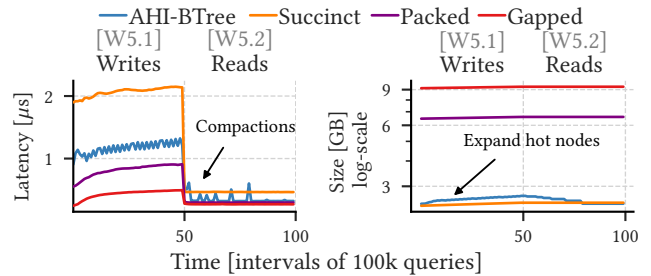 AHI-BTree Succinct Packed Gapped
[W5.1] [W5.2]
Writes Reads
[W5.1] [W5.2]
Writes Reads
Latency [μs]
2
1
Compactions
50 100
Size [GB]
log-scale
9
6
3
Expand hot nodes
50 100
Time [intervals of 100k queries]